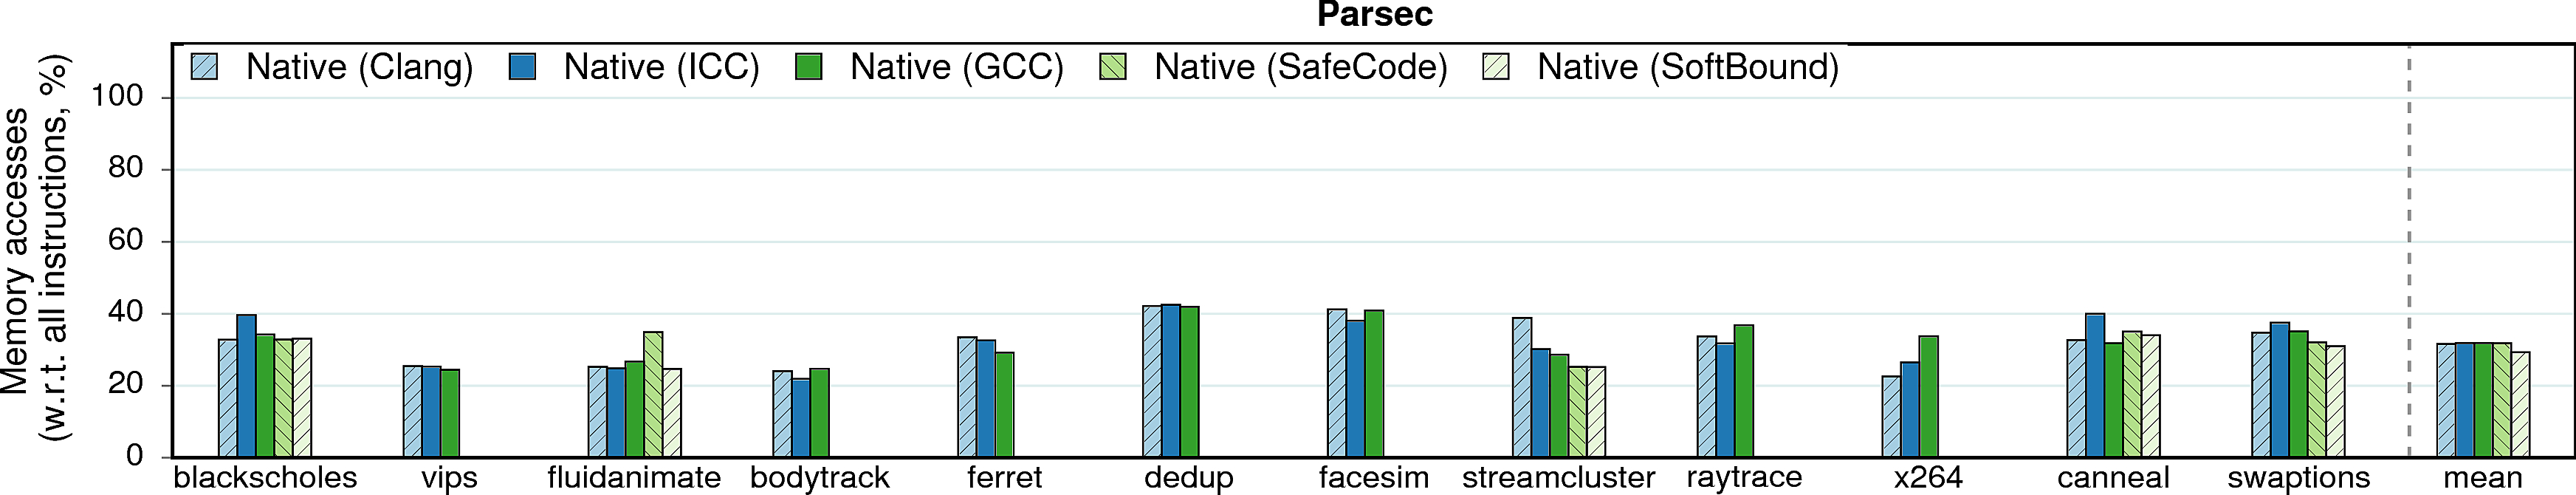 Parsec
Native (Clang) Native (ICC) Native (GCC) Native (SafeCode) Native (SoftBound)
Memory accesses
(w.r.t. all instructions, %)
100
80
60
40
20
0
blackscholes vips fluidanimate bodytrack ferret dedup facesim streamcluster raytrace x264 canneal swaptions mean